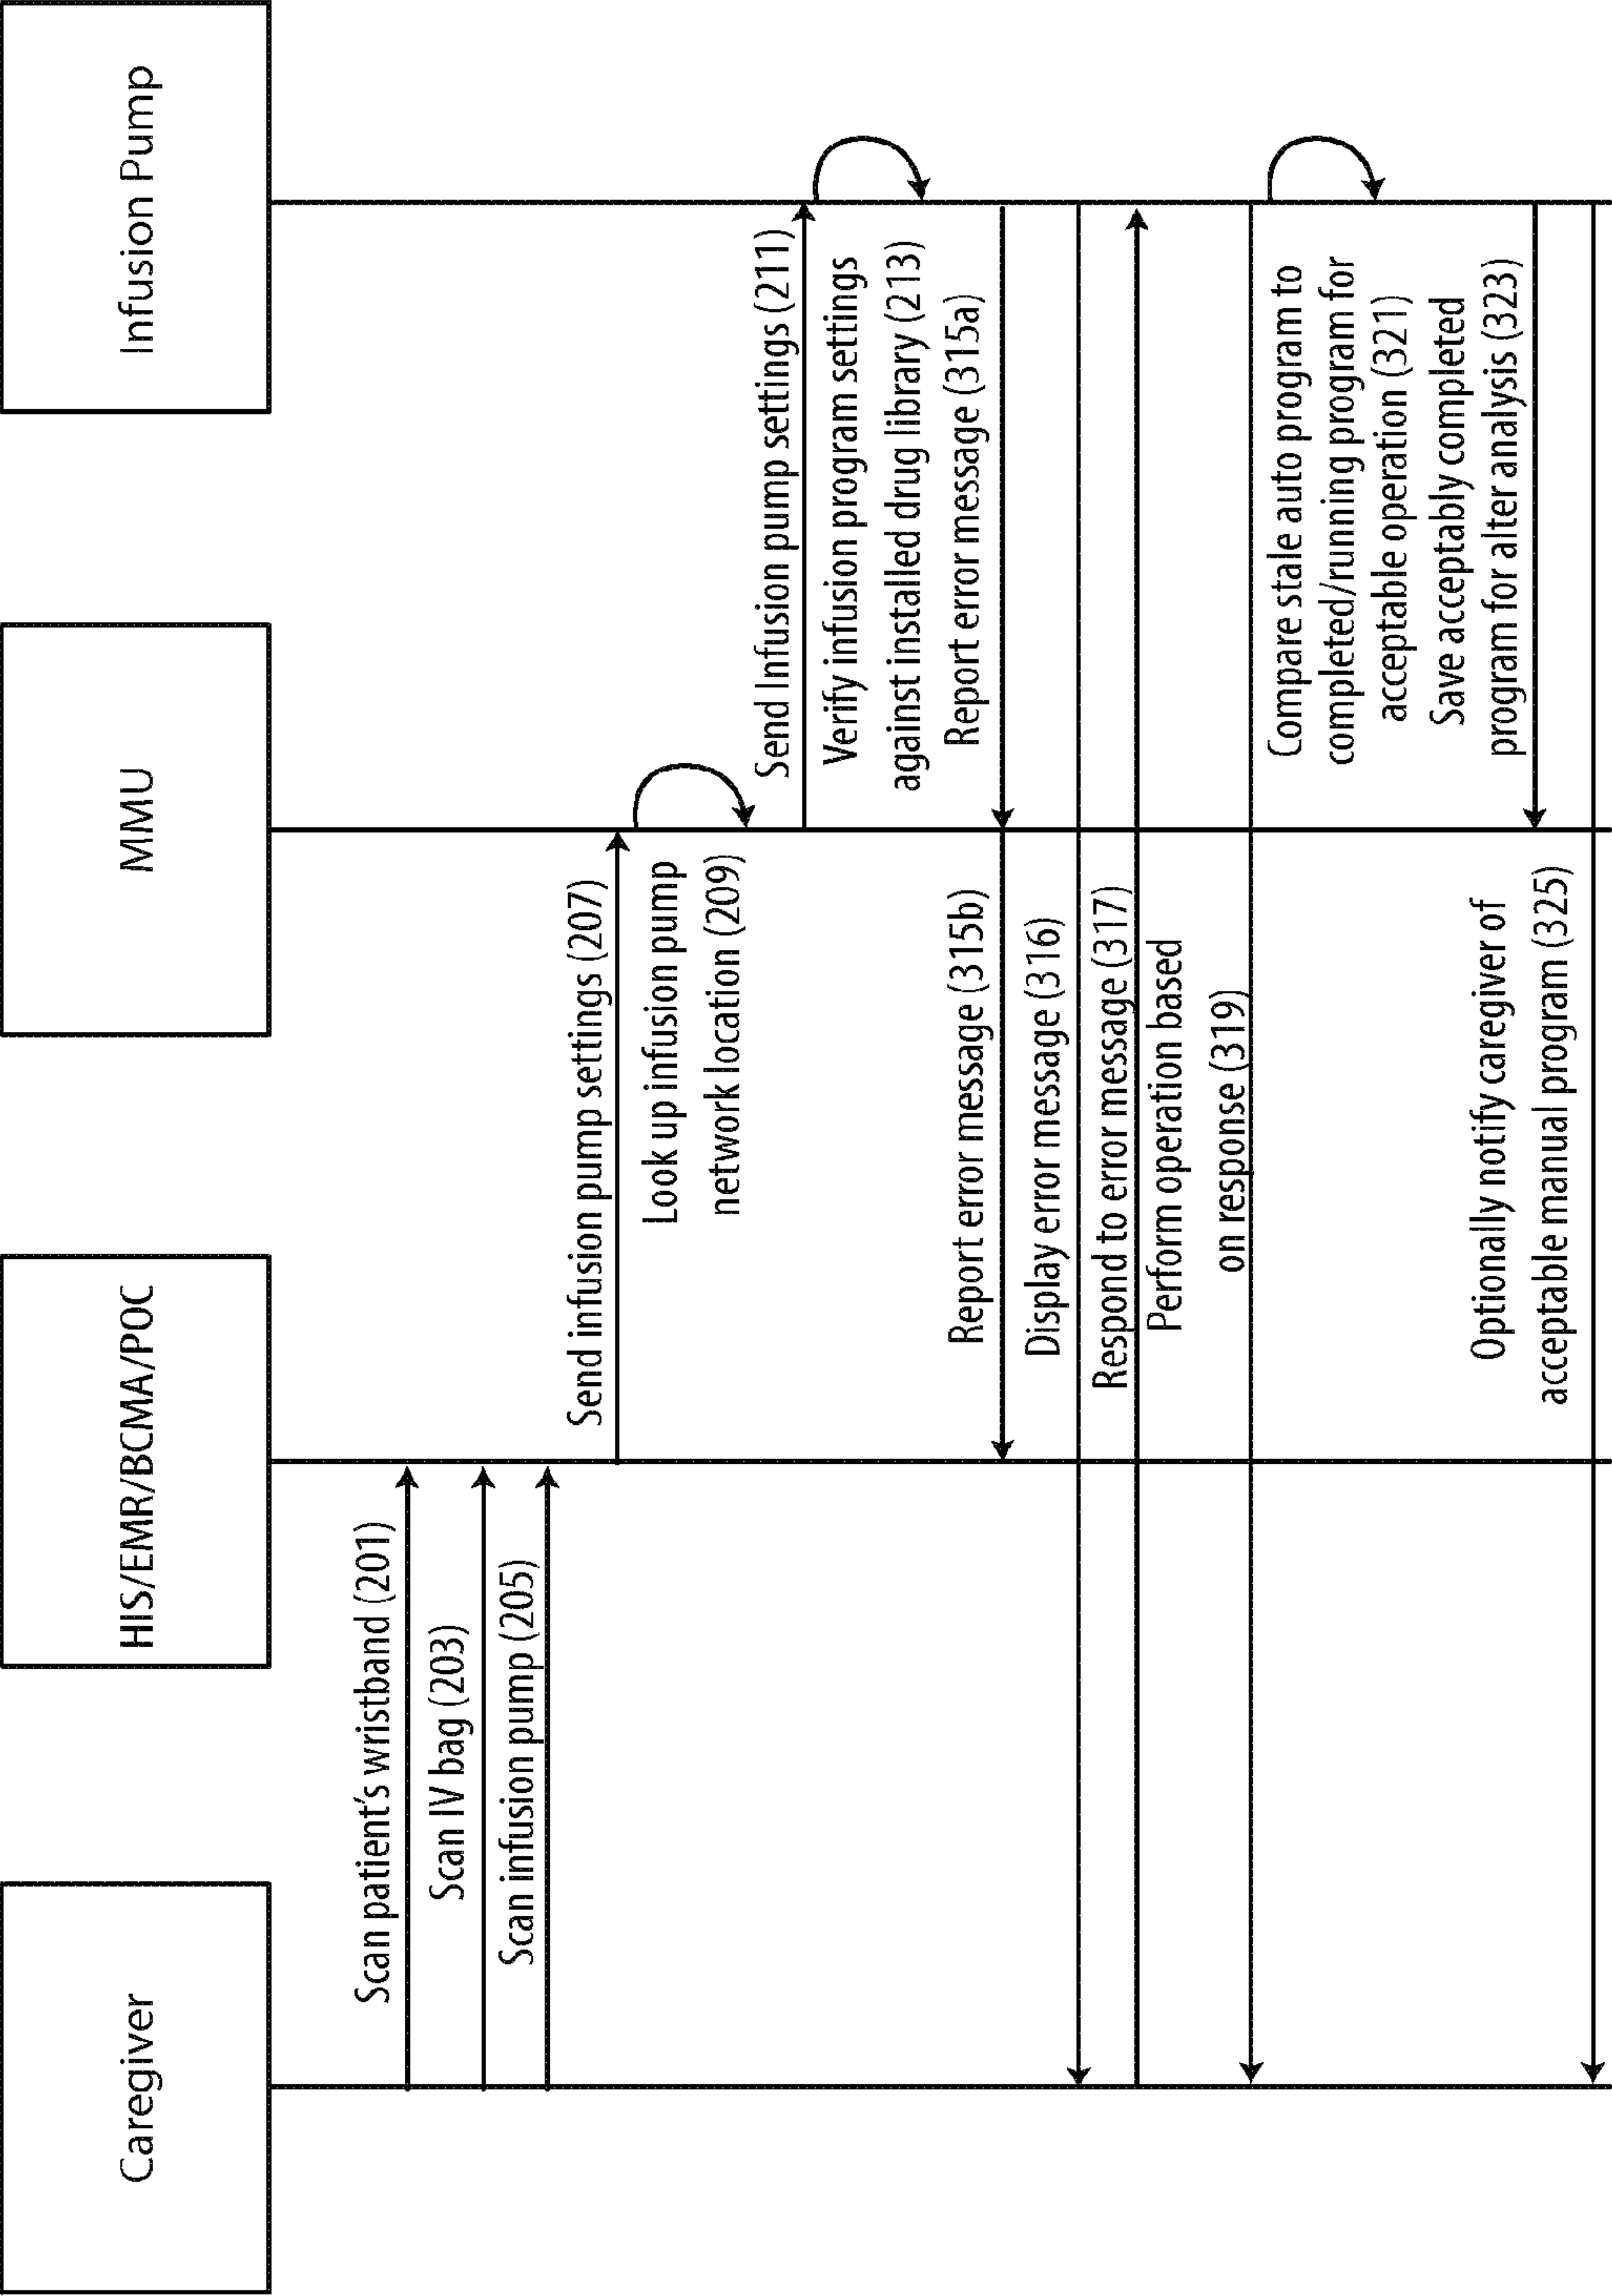 Caregiver
HIS/EMR/BCMA/POC
MMU
Infusion Pump
Scan patient's wristband (201)
Scan IV bag (203)
Scan infusion pump (205)
Send infusion pump settings (207)
Look up infusion pump
network location (209)
Send Infusion pump settings (211)
Verify infusion program settings
against installed drug library (213)
Report error message (315a)
Report error message (315b)
Display error message (316)
Respond to error message (317)
Perform operation based
on response (319)
Compare stale auto program to
completed/running program for
acceptable operation (321)
Save acceptably completed
program for alter analysis (323)
Optionally notify caregiver of
acceptable manual program (325)